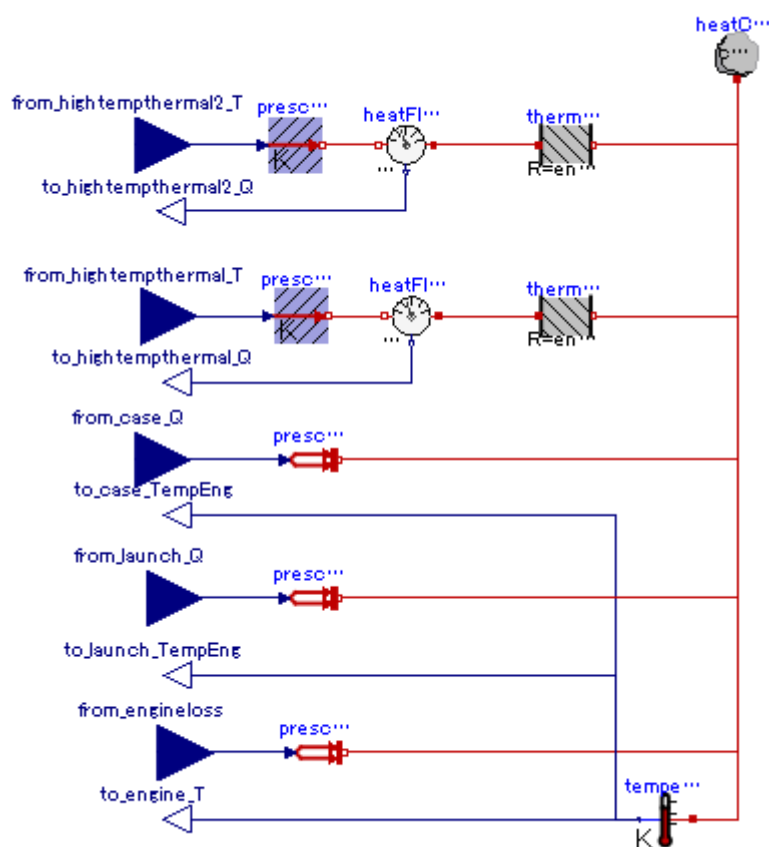 heatC…
C…
from_hightempthermal2_T
presc…
heatFl…
therm…
K
…
R=en…
to_hightempthermal2_Q
from_hightempthermal_T
presc…
heatFl…
therm…
K
…
R=en…
to_hightempthermal_Q
from_case_Q
presc…
to_case_TempEng
from_launch_Q
presc…
to_launch_TempEng
from_engineloss
presc…
to_engine_T
tempe…
K